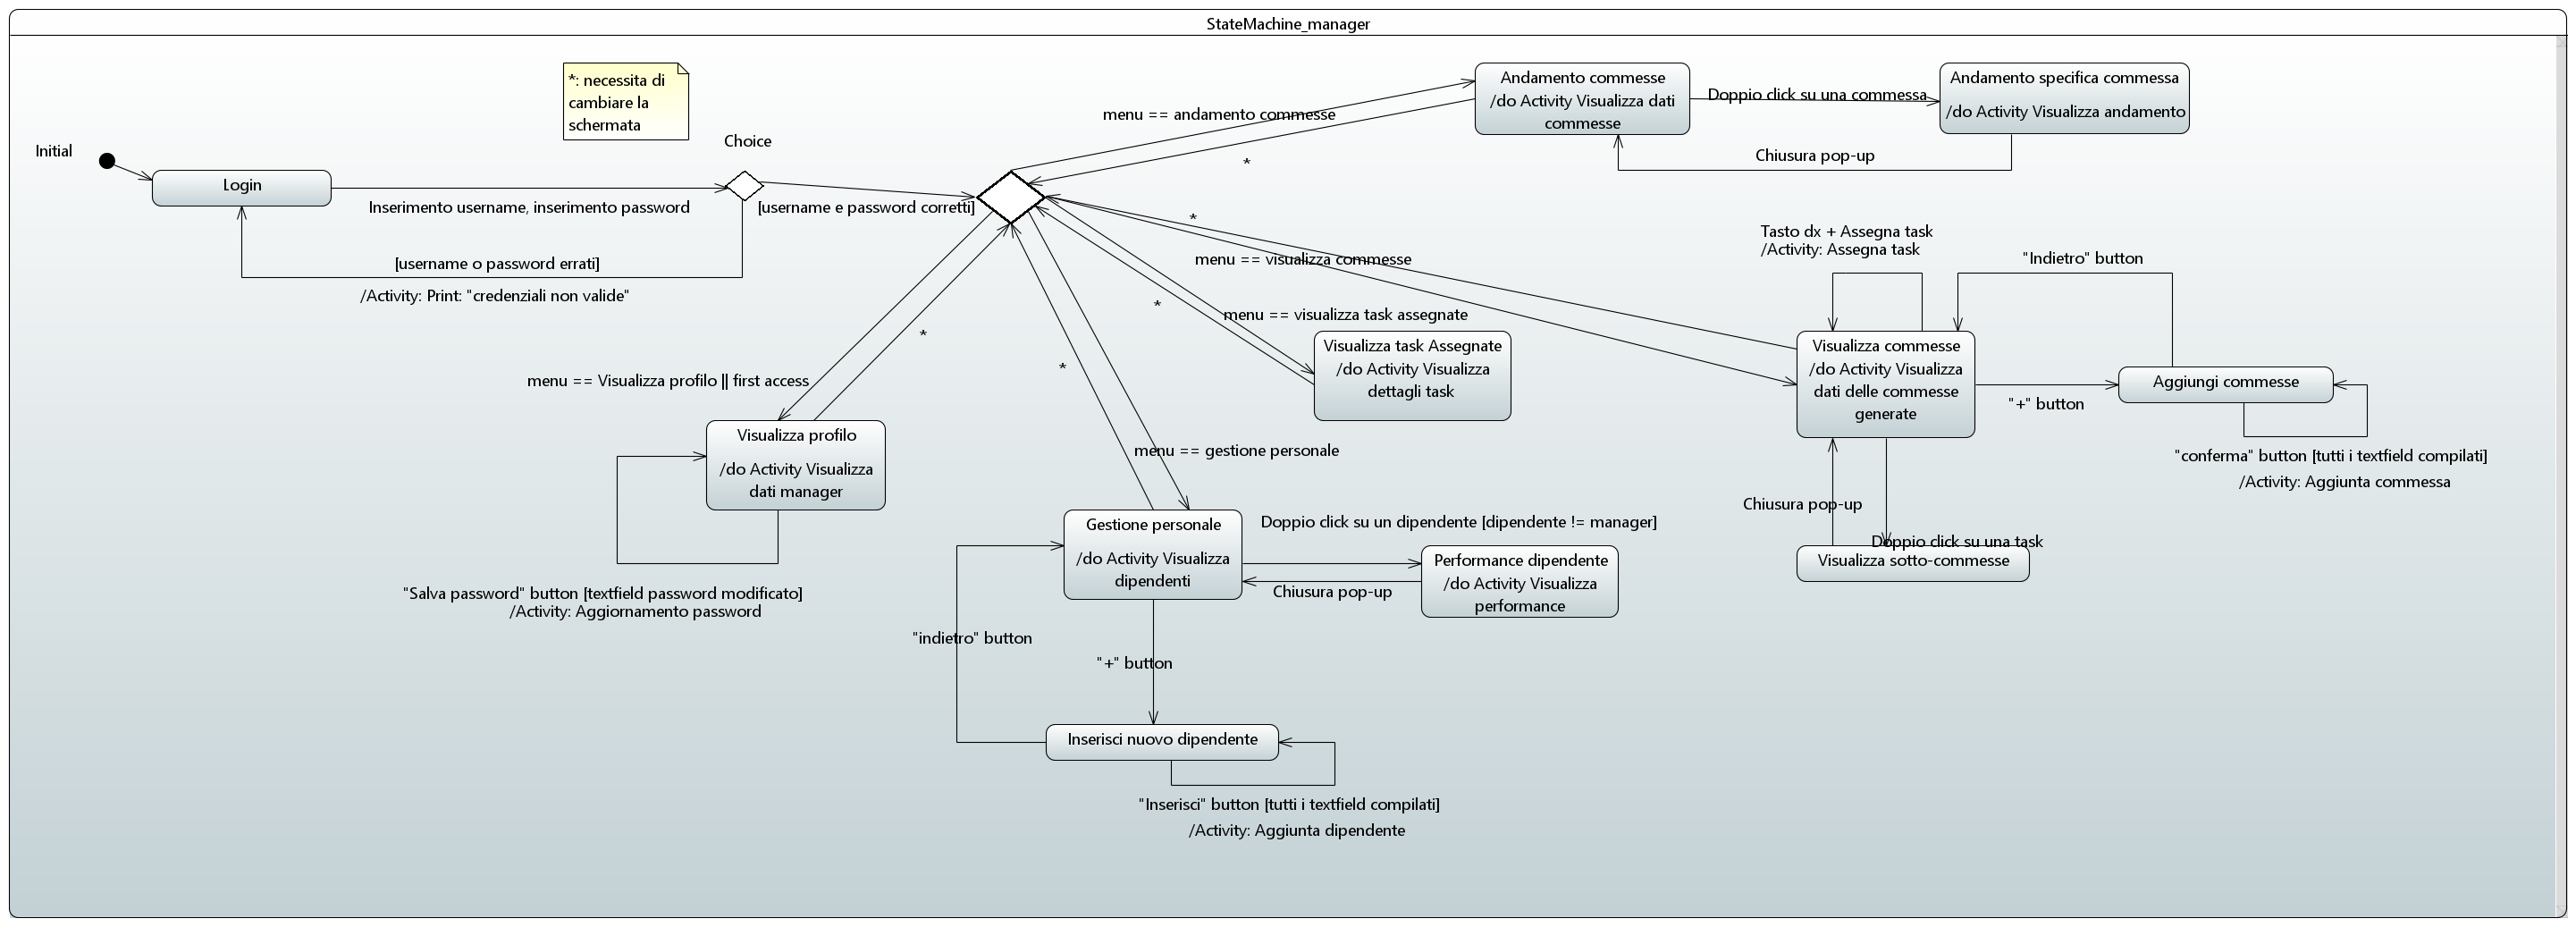 StateMachine_manager
*: necessita di
cambiare la
schermata
Initial
Login
Choice
Inserimento username, inserimento password
[username e password corretti]
[username o password errati]
/Activity: Print: "credenziali non valide"
menu == andamento commesse
*
Andamento commesse
/do Activity Visualizza dati
commesse
Doppio click su una commessa
Andamento specifica commessa
/do Activity Visualizza andamento
Chiusura pop-up
*
menu == visualizza commesse
*
menu == visualizza task assegnate
Visualizza task Assegnate
/do Activity Visualizza
dettagli task
Tasto dx + Assegna task
/Activity: Assegna task
"Indietro" button
Visualizza commesse
/do Activity Visualizza
dati delle commesse
generate
"+" button
Aggiungi commesse
"conferma" button [tutti i textfield compilati]
/Activity: Aggiunta commessa
Chiusura pop-up
Doppio click su una task
Visualizza sotto-commesse
*
menu == Visualizza profilo || first access
Visualizza profilo
/do Activity Visualizza
dati manager
"Salva password" button [textfield password modificato]
/Activity: Aggiornamento password
*
menu == gestione personale
Gestione personale
/do Activity Visualizza
dipendenti
Doppio click su un dipendente [dipendente != manager]
Performance dipendente
/do Activity Visualizza
performance
Chiusura pop-up
"indietro" button
"+" button
Inserisci nuovo dipendente
"Inserisci" button [tutti i textfield compilati]
/Activity: Aggiunta dipendente